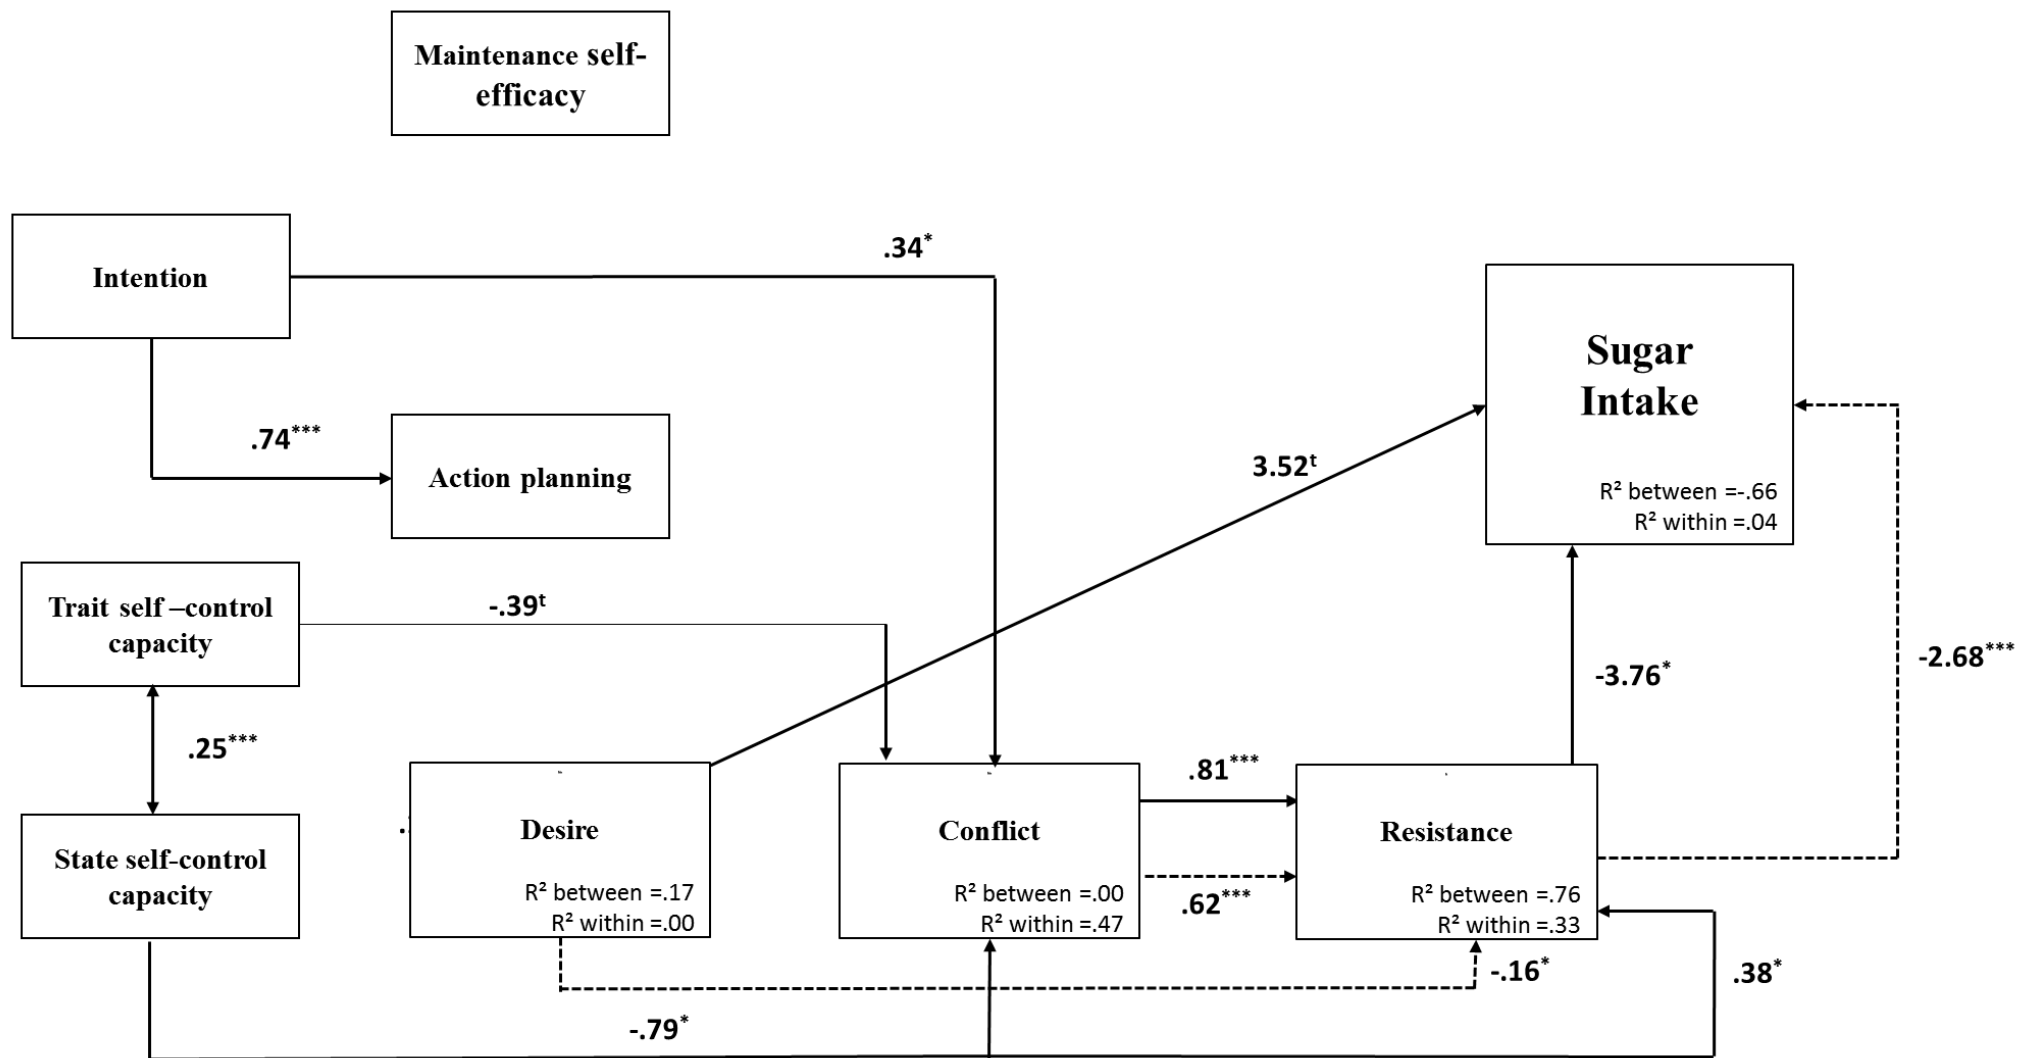 Maintenance self-
efficacy
Intention
.34*
Sugar
Intake
R² between =-.66
R² within =.04
.74***
Action planning
3.52ᵗ
Trait self –control
capacity
-.39ᵗ
-3.76*
-2.68***
.25***
State self-control
capacity
Desire
R² between =.17
R² within =.00
Conflict
R² between =.00
R² within =.47
.81***
.62***
Resistance
R² between =.76
R² within =.33
-.16*
.38*
-.79*